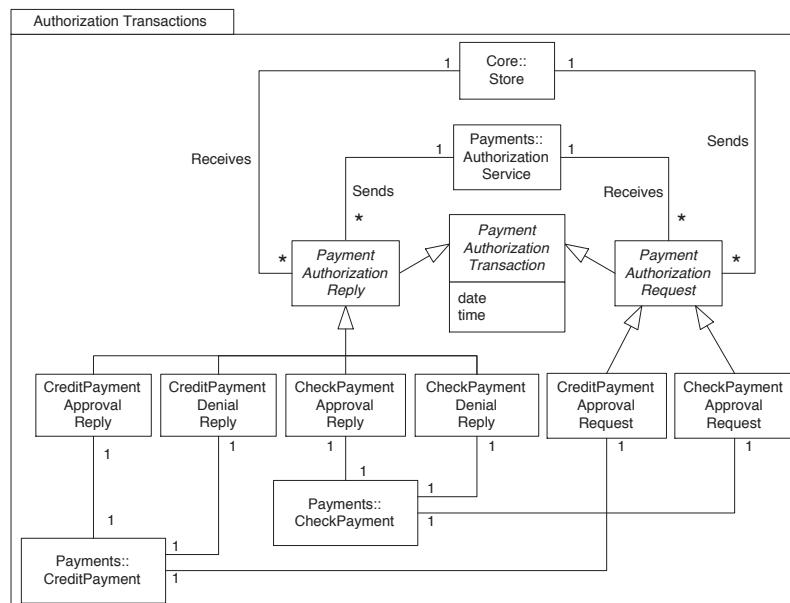 Authorization Transactions
1
Core::
Store
1
Receives
Sends
1
Payments::
Authorization
Service
1
Sends
Receives
*
*
*
Payment
Authorization
Reply
Payment
Authorization
Transaction
date
time
Payment
Authorization
Request
*
CreditPayment
Approval
Reply
CreditPayment
Denial
Reply
CheckPayment
Approval
Reply
CheckPayment
Denial
Reply
CreditPayment
Approval
Request
CheckPayment
Approval
Request
1
1
1
1
1
1
1
Payments::
CheckPayment
1
1
1
Payments::
CreditPayment
1
1